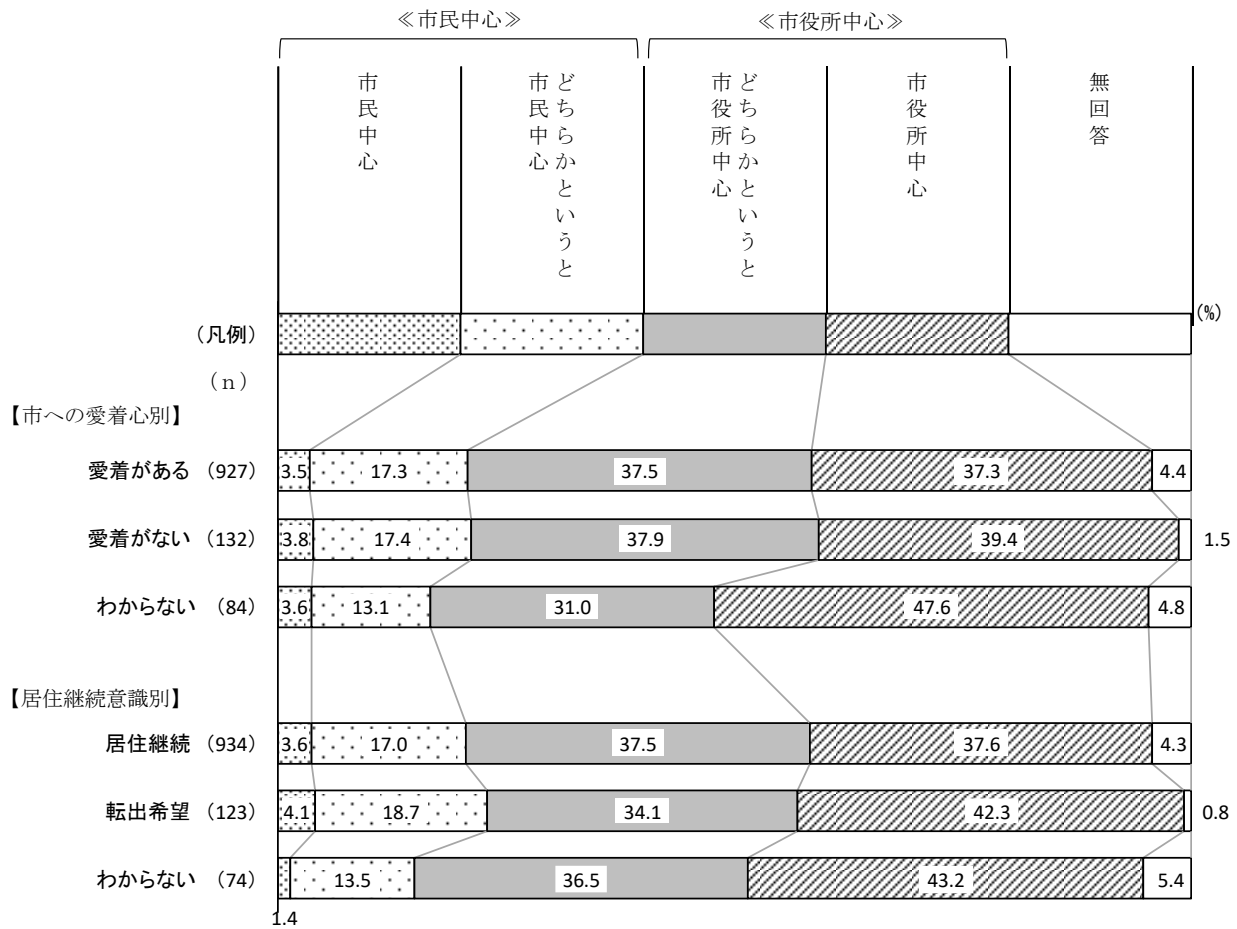 ≪市民中心≫ ≪市役所中心≫
市民中心
どちらかというと
市民中心
どちらかというと
市役所中心
市役所中心
無回答
(%)
(凡例)
(n)
【市への愛着心別】
愛着がある (927) 3.5 17.3 37.5 37.3 4.4
愛着がない (132) 3.8 17.4 37.9 39.4 1.5
わからない (84) 3.6 13.1 31.0 47.6 4.8
【居住継続意識別】
居住継続 (934) 3.6 17.0 37.5 37.6 4.3
転出希望 (123) 4.1 18.7 34.1 42.3 0.8
わからない (74) 13.5 36.5 43.2 5.4
1.4